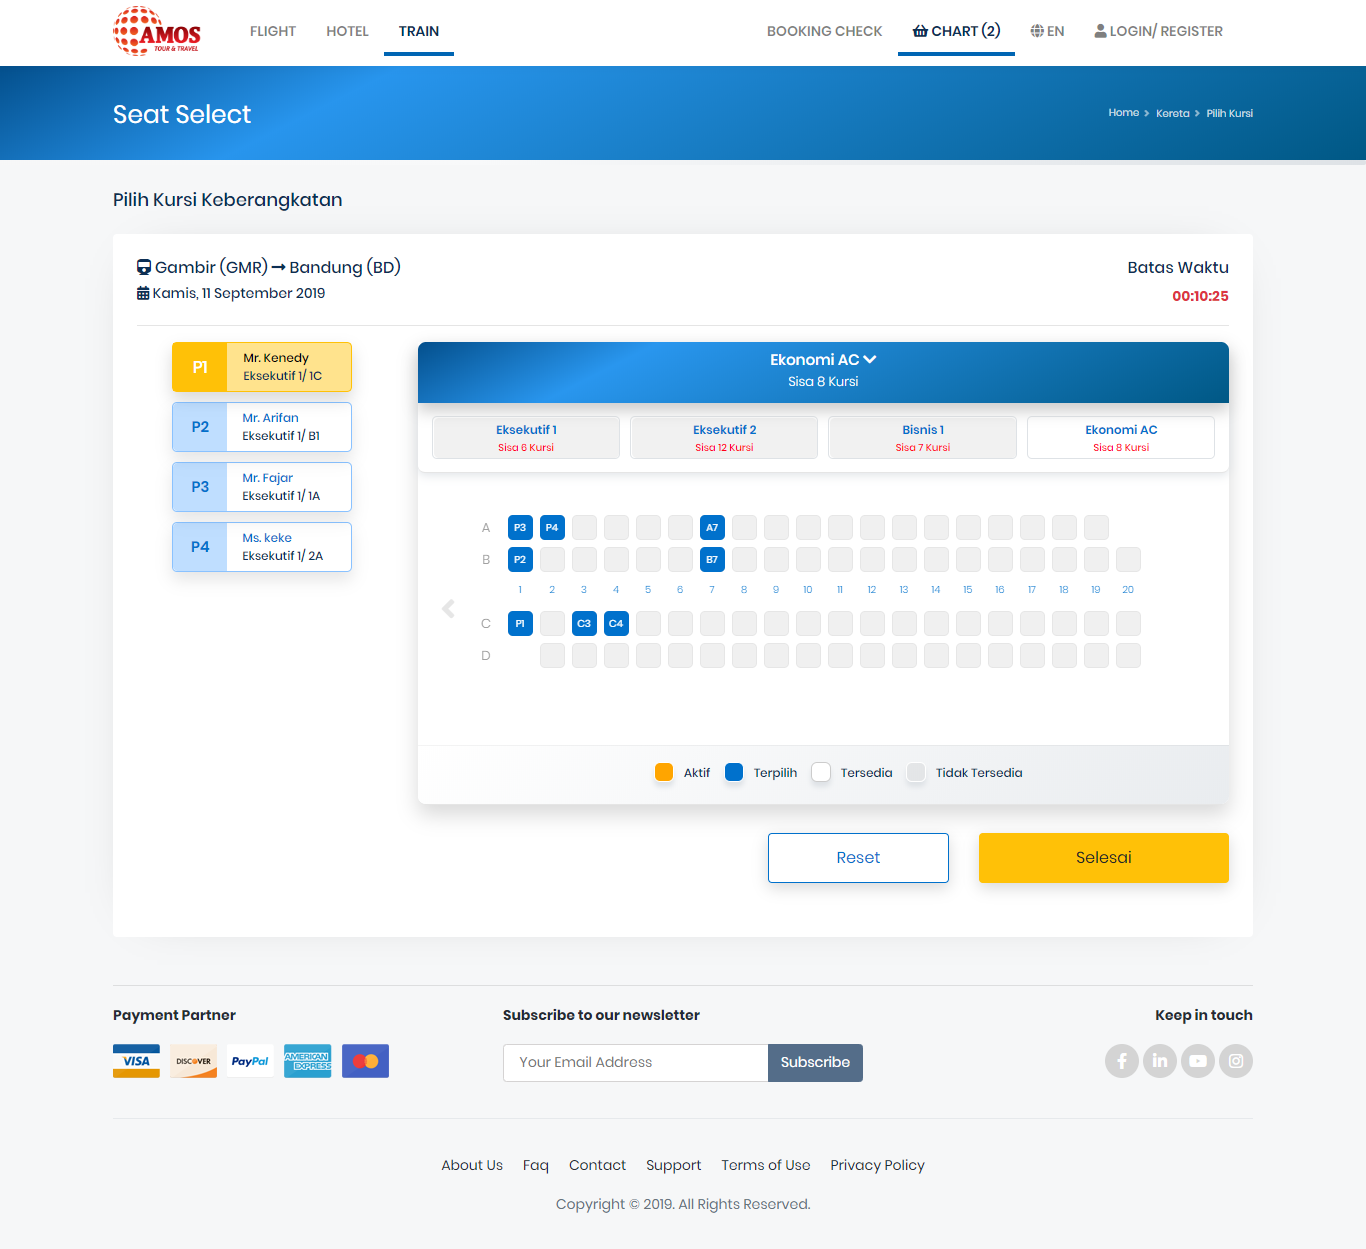 AMOS
TOUR & TRAVEL
FLIGHT HOTEL TRAIN BOOKING CHECK CHART (2) EN LOGIN/ REGISTER
Seat Select
Home > Kereta > Pilih Kursi
Pilih Kursi Keberangkatan
Gambir (GMR) → Bandung (BD)
Batas Waktu
Kamis, 11 September 2019
00:10:25
P1
Mr. Kenedy
Eksekutif 1/ 1C
P2
Mr. Arifan
Eksekutif 1/ B1
P3
Mr. Fajar
Eksekutif 1/ 1A
P4
Ms. keke
Eksekutif 1/ 2A
Ekonomi AC
Sisa 8 Kursi
Eksekutif 1
Sisa 6 Kursi
Eksekutif 2
Sisa 12 Kursi
Bisnis 1
Sisa 7 Kursi
Ekonomi AC
Sisa 8 Kursi
A P3 P4 A7
B P2 B7
1 2 3 4 5 6 7 8 9 10 11 12 13 14 15 16 17 18 19 20
C P1 C3 C4
D
Aktif Terpilih Tersedia Tidak Tersedia
Reset
Selesai
Payment Partner
VISA DISCOVER PayPal AMERICAN EXPRESS
Subscribe to our newsletter
Your Email Address Subscribe
Keep in touch
About Us Faq Contact Support Terms of Use Privacy Policy
Copyright © 2019. All Rights Reserved.